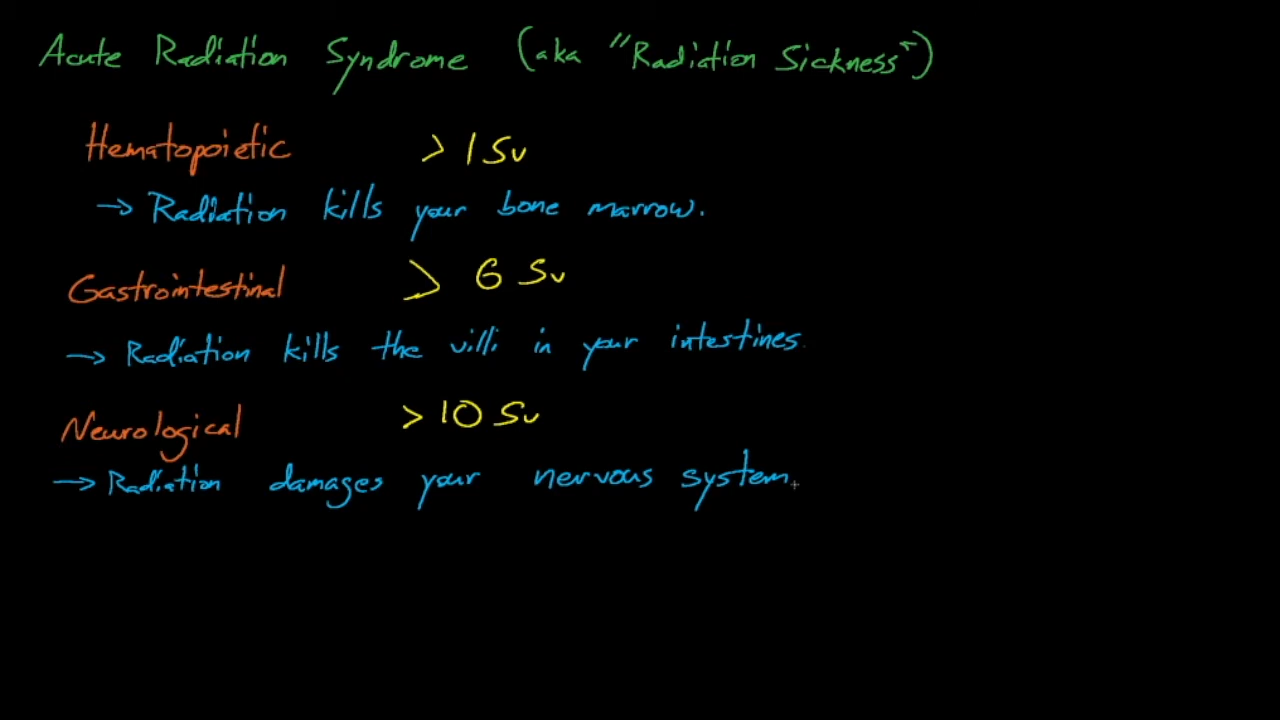 Acute Radiation Syndrome (aka "Radiation Sickness")
Hematopoietic > 1 Sv
→ Radiation kills your bone marrow.
Gastrointestinal > 6 Sv
→ Radiation kills the villi in your intestines.
Neurological > 10 Sv
→ Radiation damages your nervous system.